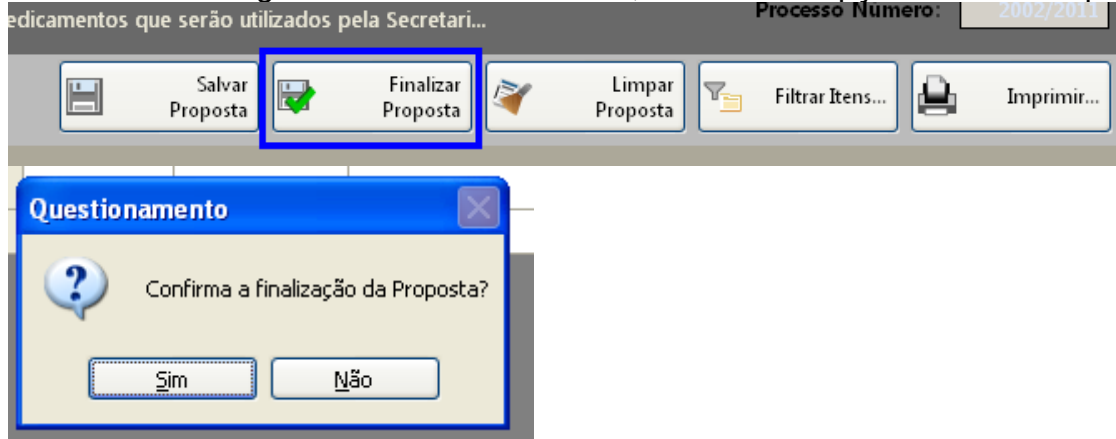 edicamentos que serão utilizados pela Secretari...
Processo Número: 2002/2011
Salvar
Proposta
Finalizar
Proposta
Limpar
Proposta
Filtrar Itens...
Imprimir...
Questionamento
Confirma a finalização da Proposta?
Sim
Não